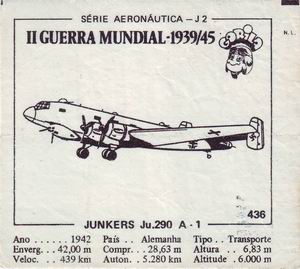 SÉRIE AERONÁUTICA - J 2
II GUERRA MUNDIAL-1939/45
N. L.
436
JUNKERS Ju.290 A - 1
Ano ...... 1942 País .. Alemanha Tipo .. Transporte
Enverg. ... 42,00 m Compr. ... 28,63 m Altura ... 6,83 m
Veloc. ... 439 km Auton. . 5.280 km Altitude . 6.000 m